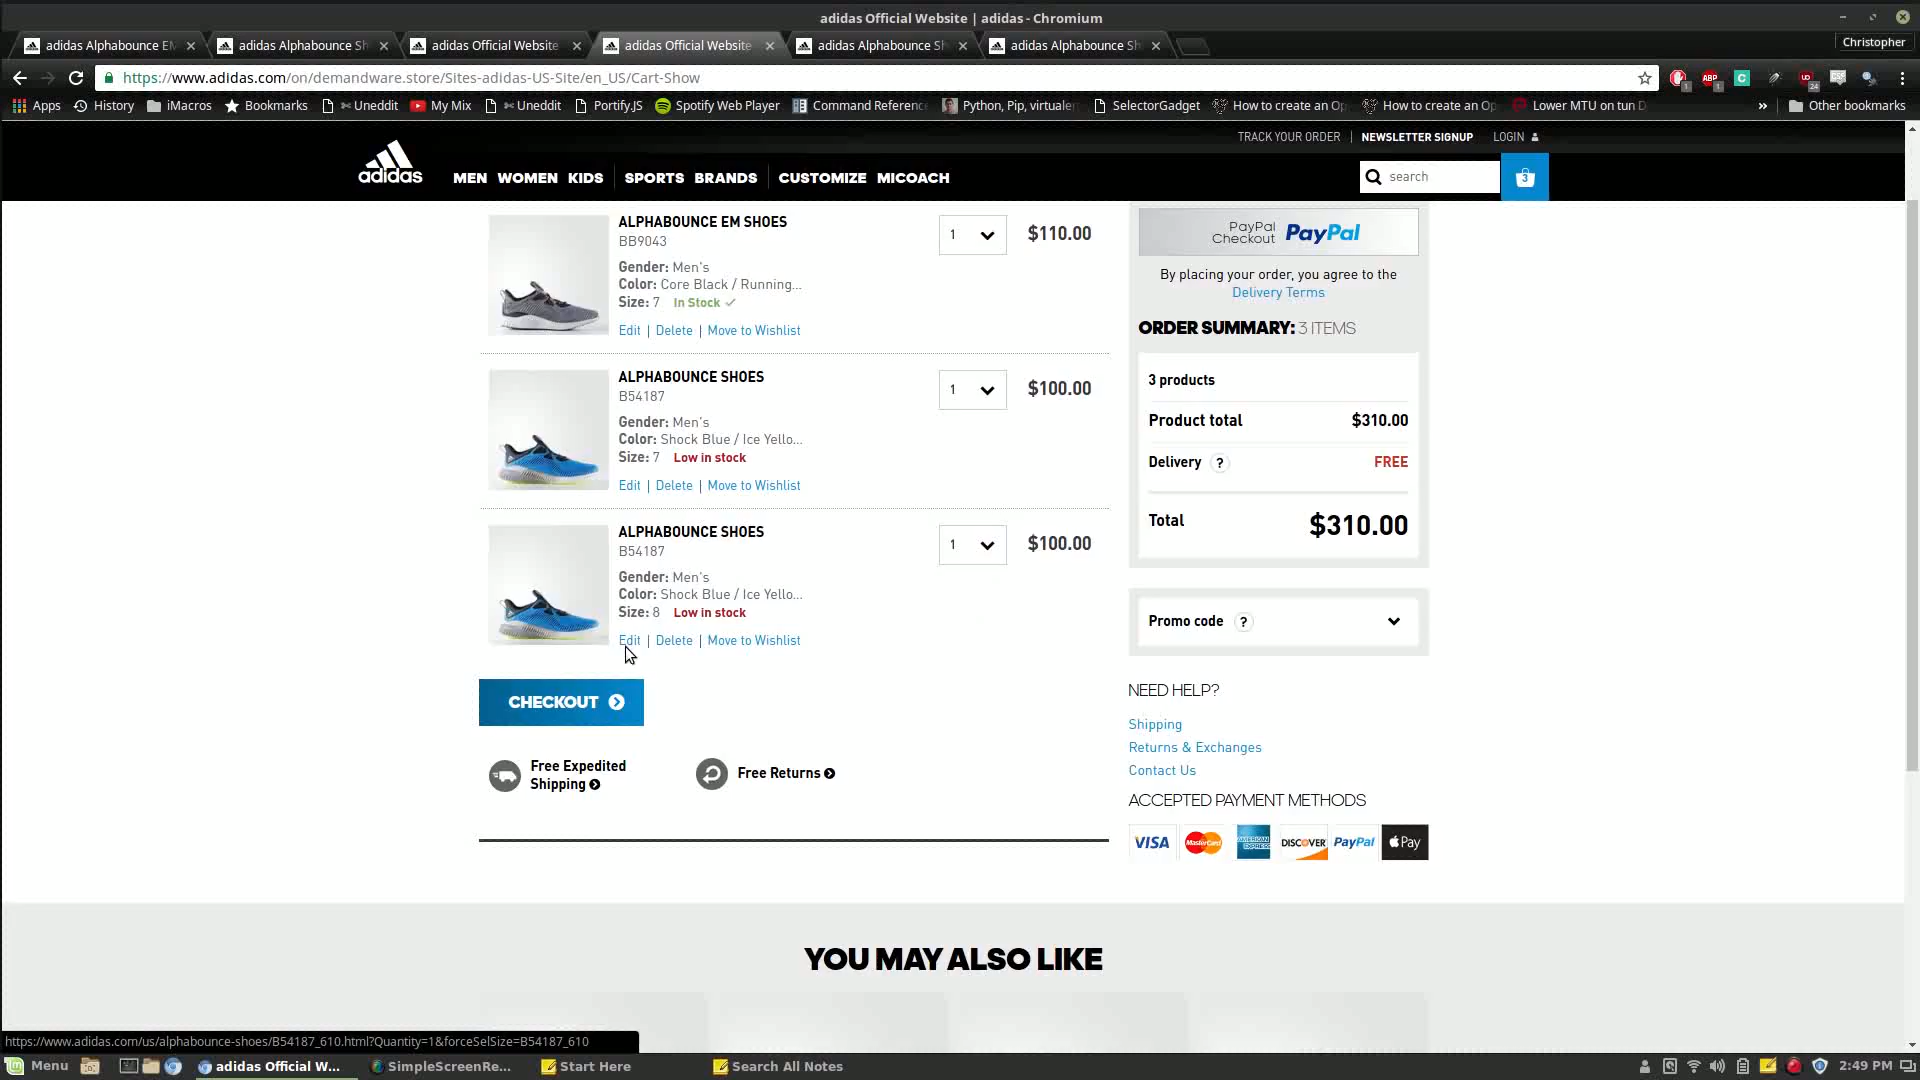 adidas Official Website | adidas - Chromium
adidas Alphabounce EM
adidas Alphabounce Sh
adidas Official Website
adidas Official Website
adidas Alphabounce Sh
adidas Alphabounce Sh
Christopher
https://www.adidas.com/on/demandware.store/Sites-adidas-US-Site/en_US/Cart-Show
Apps
History
iMacros
Bookmarks
Uneddit
My Mix
Uneddit
Portify.JS
Spotify Web Player
Command Reference
Python, Pip, virtualen
SelectorGadget
How to create an Op
How to create an Op
Lower MTU on tun D
Other bookmarks
TRACK YOUR ORDER | NEWSLETTER SIGNUP LOGIN
adidas
MEN WOMEN KIDS SPORTS BRANDS CUSTOMIZE MICOACH
search
3
ALPHABOUNCE EM SHOES
BB9043
Gender: Men's
Color: Core Black / Running...
Size: 7 In Stock
Edit | Delete | Move to Wishlist
1
$110.00
ALPHABOUNCE SHOES
B54187
Gender: Men's
Color: Shock Blue / Ice Yello...
Size: 7 Low in stock
Edit | Delete | Move to Wishlist
1
$100.00
ALPHABOUNCE SHOES
B54187
Gender: Men's
Color: Shock Blue / Ice Yello...
Size: 8 Low in stock
Edit | Delete | Move to Wishlist
1
$100.00
CHECKOUT
Free Expedited
Shipping
Free Returns
PayPal
Checkout
PayPal
By placing your order, you agree to the
Delivery Terms
ORDER SUMMARY: 3 ITEMS
3 products
Product total $310.00
Delivery ? FREE
Total $310.00
Promo code ?
NEED HELP?
Shipping
Returns & Exchanges
Contact Us
ACCEPTED PAYMENT METHODS
VISA MasterCard AMERICAN EXPRESS DISCOVER PayPal Pay
YOU MAY ALSO LIKE
https://www.adidas.com/us/alphabounce-shoes/B54187_610.html?Quantity=1&forceSelSize=B54187_610
Menu
adidas Official W...
SimpleScreenRe...
Start Here
Search All Notes
2:49 PM